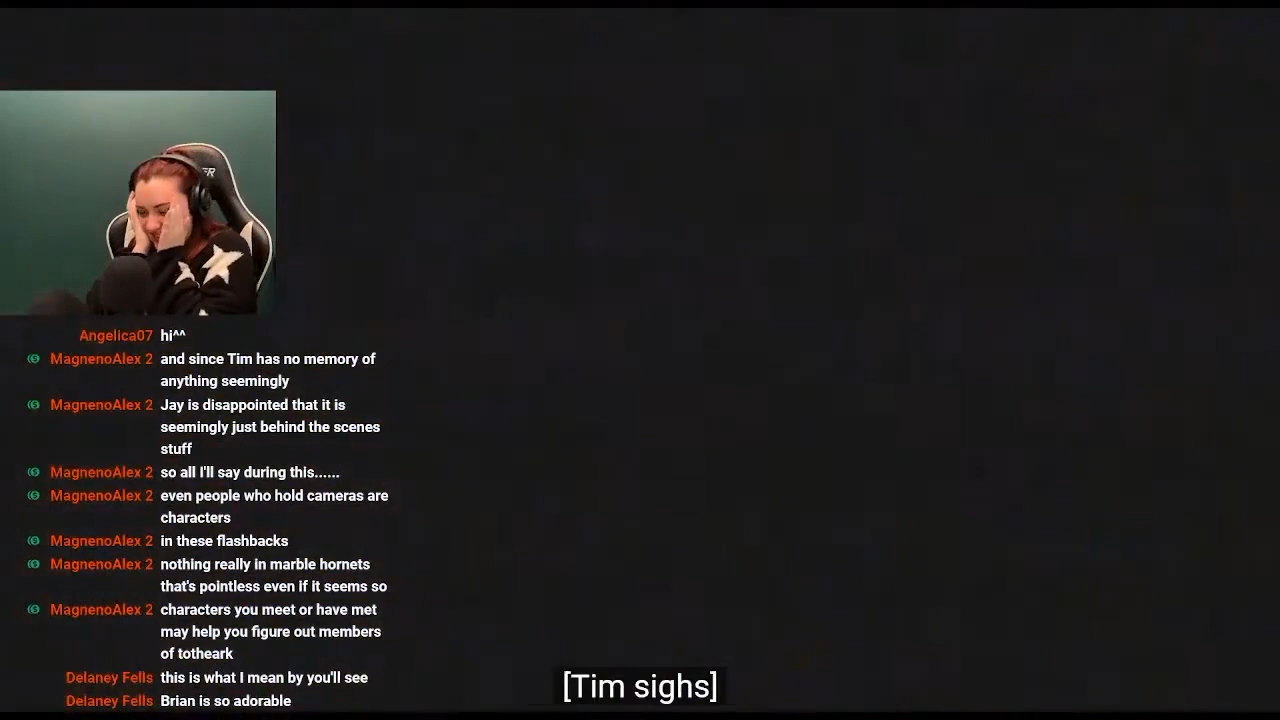 ER
Angelica07 hi^^
MagnenoAlex 2 and since Tim has no memory of
anything seemingly
MagnenoAlex 2 Jay is disappointed that it is
seemingly just behind the scenes
stuff
MagnenoAlex 2 so all I'll say during this......
MagnenoAlex 2 even people who hold cameras are
characters
MagnenoAlex 2 in these flashbacks
MagnenoAlex 2 nothing really in marble hornets
that's pointless even if it seems so
MagnenoAlex 2 characters you meet or have met
may help you figure out members
of totheark
Delaney Fells this is what I mean by you'll see
Delaney Fells Brian is so adorable
[Tim sighs]